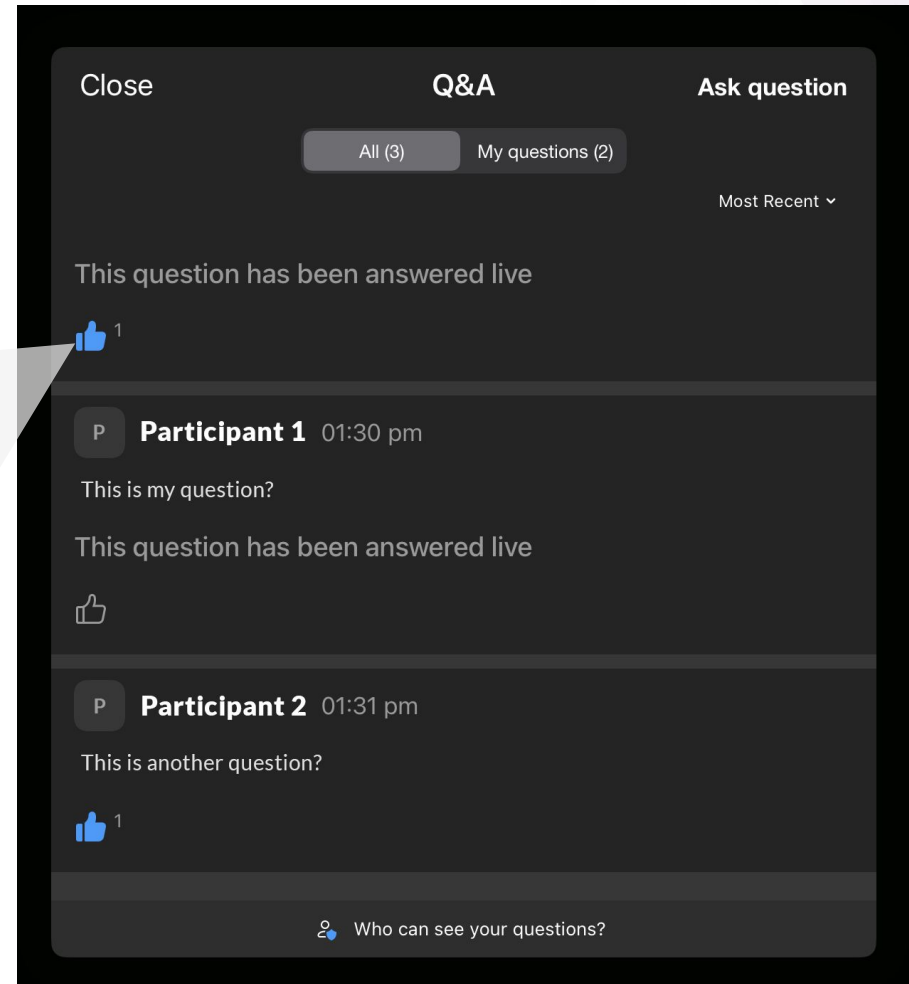 Close Q&A Ask question
All (3) My questions (2)
Most Recent
This question has been answered live
1
P Participant 1 01:30 pm
This is my question?
This question has been answered live
P Participant 2 01:31 pm
This is another question?
1
Who can see your questions?